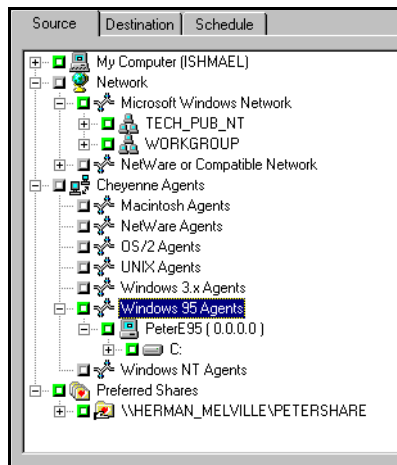 Source Destination Schedule
My Computer (ISHMAEL)
Network
Microsoft Windows Network
TECH_PUB_NT
WORKGROUP
NetWare or Compatible Network
Cheyenne Agents
Macintosh Agents
NetWare Agents
OS/2 Agents
UNIX Agents
Windows 3.x Agents
Windows 95 Agents
PeterE95 ( 0.0.0.0 )
C:
Windows NT Agents
Preferred Shares
\\HERMAN_MELVILLE\PETERSHARE